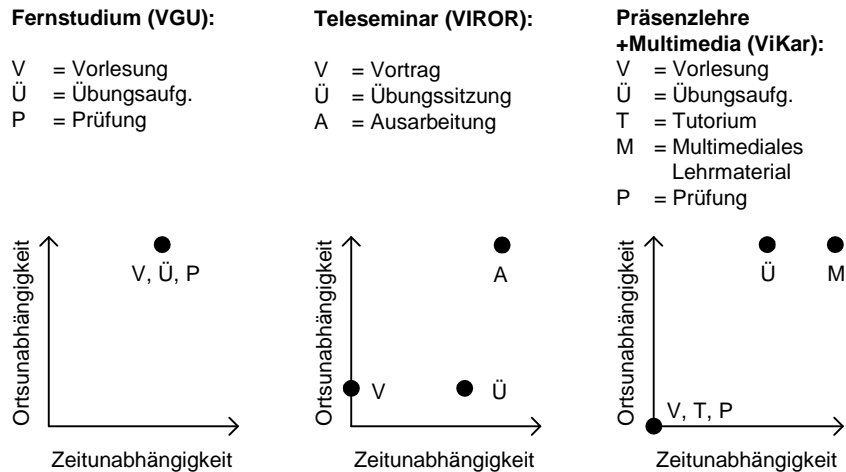 Fernstudium (VGU):
V = Vorlesung
Ü = Übungsaufg.
P = Prüfung
Teleseminar (VIROR):
V = Vortrag
Ü = Übungssitzung
A = Ausarbeitung
Präsenzlehre
+Multimedia (ViKar):
V = Vorlesung
Ü = Übungsaufg.
T = Tutorium
M = Multimediales
Lehrmaterial
P = Prüfung
Ortsunabhängigkeit
V, Ü, P
Zeitunabhängigkeit
Ortsunabhängigkeit
A
V
Ü
Zeitunabhängigkeit
Ortsunabhängigkeit
Ü
M
V, T, P
Zeitunabhängigkeit